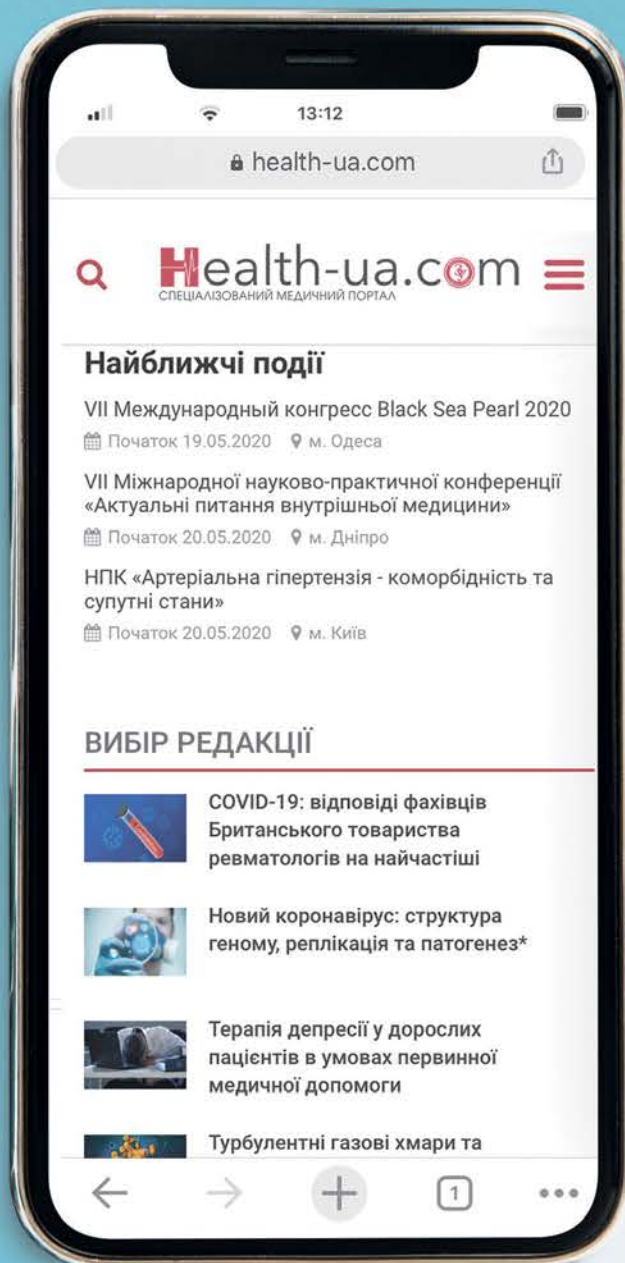 13:12
health-ua.com
Health-ua.com
СПЕЦІАЛІЗОВАНИЙ МЕДИЧНИЙ ПОРТАЛ
Найближчі події
VII Международный конгресс Black Sea Pearl 2020
Початок 19.05.2020 м. Одеса
VII Міжнародної науково-практичної конференції
«Актуальні питання внутрішньої медицини»
Початок 20.05.2020 м. Дніпро
НПК «Артеріальна гіпертензія - коморбідність та
супутні стани»
Початок 20.05.2020 м. Київ
ВИБІР РЕДАКЦІЇ
COVID-19: відповіді фахівців
Британського товариства
ревматологів на найчастіші
Новий коронавірус: структура
геному, реплікація та патогенез*
Терапія депресії у дорослих
пацієнтів в умовах первинної
медичної допомоги
Турбулентні газові хмари та
1